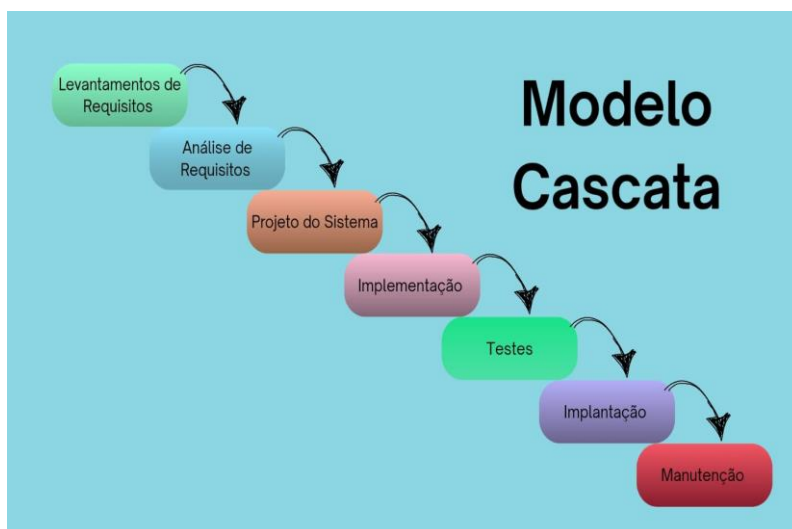 Levantamentos de
Requisitos
Modelo
Cascata
Análise de
Requisitos
Projeto do Sistema
Implementação
Testes
Implantação
Manutenção